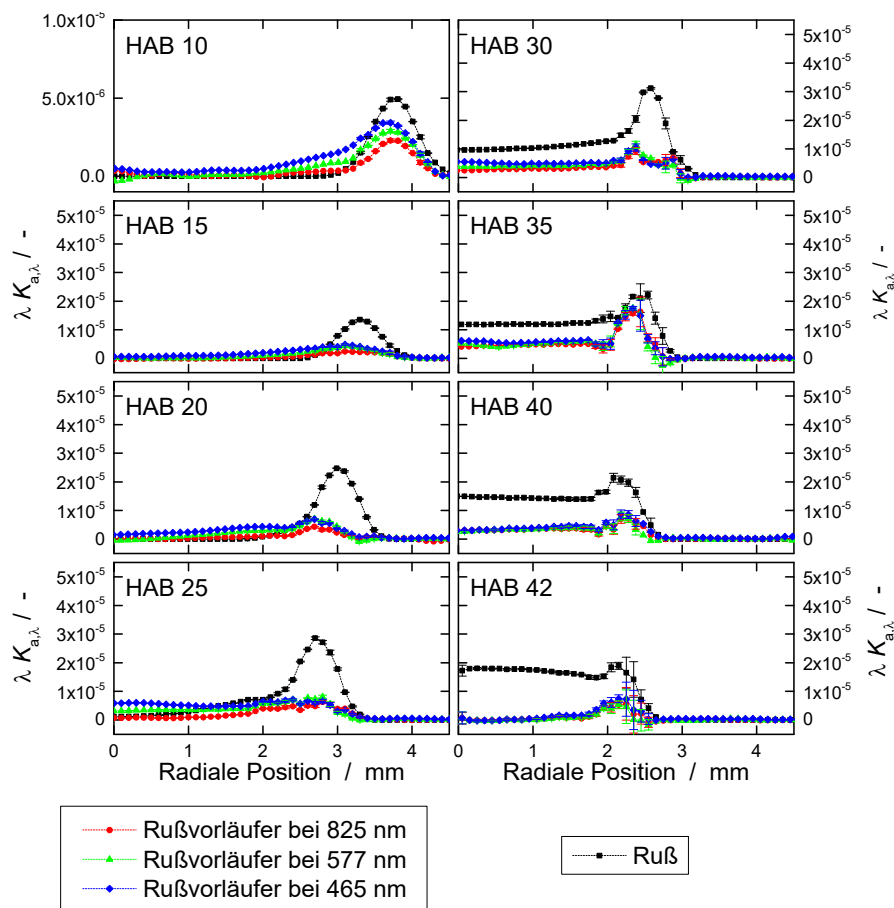 1.0x10⁻⁵
5.0x10⁻⁶
0.0
HAB 10
HAB 30
5x10⁻⁵
4x10⁻⁵
3x10⁻⁵
2x10⁻⁵
1x10⁻⁵
0
5x10⁻⁵
4x10⁻⁵
3x10⁻⁵
2x10⁻⁵
1x10⁻⁵
0
HAB 15
HAB 35
5x10⁻⁵
4x10⁻⁵
3x10⁻⁵
2x10⁻⁵
1x10⁻⁵
0
λ Kₐ,λ / -
λ Kₐ,λ / -
5x10⁻⁵
4x10⁻⁵
3x10⁻⁵
2x10⁻⁵
1x10⁻⁵
0
HAB 20
HAB 40
5x10⁻⁵
4x10⁻⁵
3x10⁻⁵
2x10⁻⁵
1x10⁻⁵
0
5x10⁻⁵
4x10⁻⁵
3x10⁻⁵
2x10⁻⁵
1x10⁻⁵
0
HAB 25
HAB 42
5x10⁻⁵
4x10⁻⁵
3x10⁻⁵
2x10⁻⁵
1x10⁻⁵
0
λ Kₐ,λ / -
λ Kₐ,λ / -
0 1 2 3 4
0 1 2 3 4
Radiale Position / mm
Radiale Position / mm
Rußvorläufer bei 825 nm
Rußvorläufer bei 577 nm
Rußvorläufer bei 465 nm
Ruß